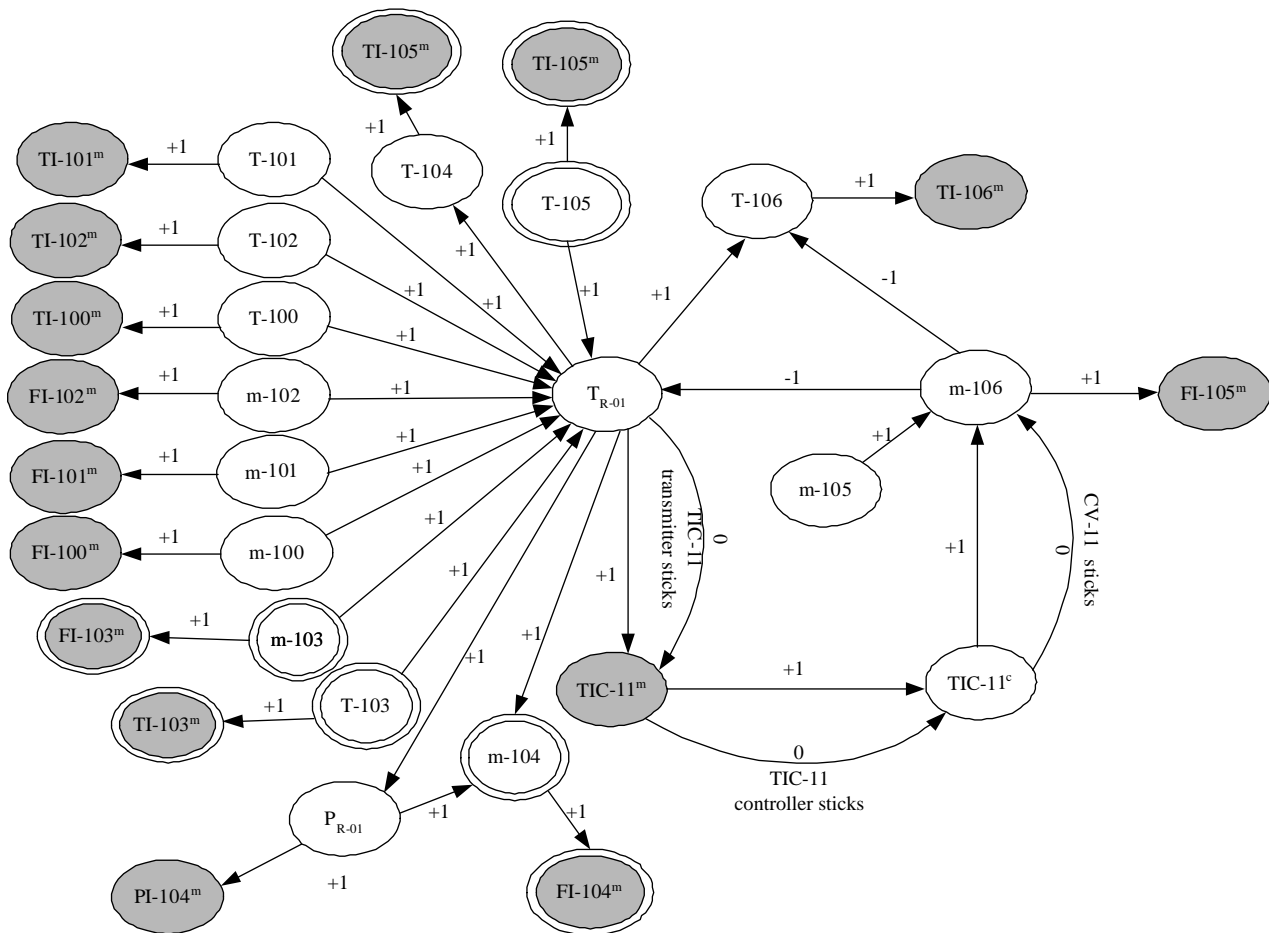 TI-105ᵐ
TI-105ᵐ
+1
+1
TI-101ᵐ
+1
T-101
T-104
T-105
T-106
+1
TI-106ᵐ
TI-102ᵐ
+1
T-102
+1
+1
+1
+1
+1
-1
TI-100ᵐ
+1
T-100
+1
FI-102ᵐ
+1
m-102
+1
T R-01
-1
m-106
+1
FI-105ᵐ
FI-101ᵐ
+1
m-101
+1
+1
+1
m-105
FI-100ᵐ
+1
m-100
+1
TIC-11
transmitter sticks
0
+1
0
CV-11 sticks
FI-103ᵐ
+1
m-103
+1
+1
+1
+1
TIC-11ᵐ
+1
TIC-11ᶜ
TI-103ᵐ
+1
T-103
m-104
0
TIC-11
controller sticks
P R-01
+1
+1
PI-104ᵐ
+1
FI-104ᵐ